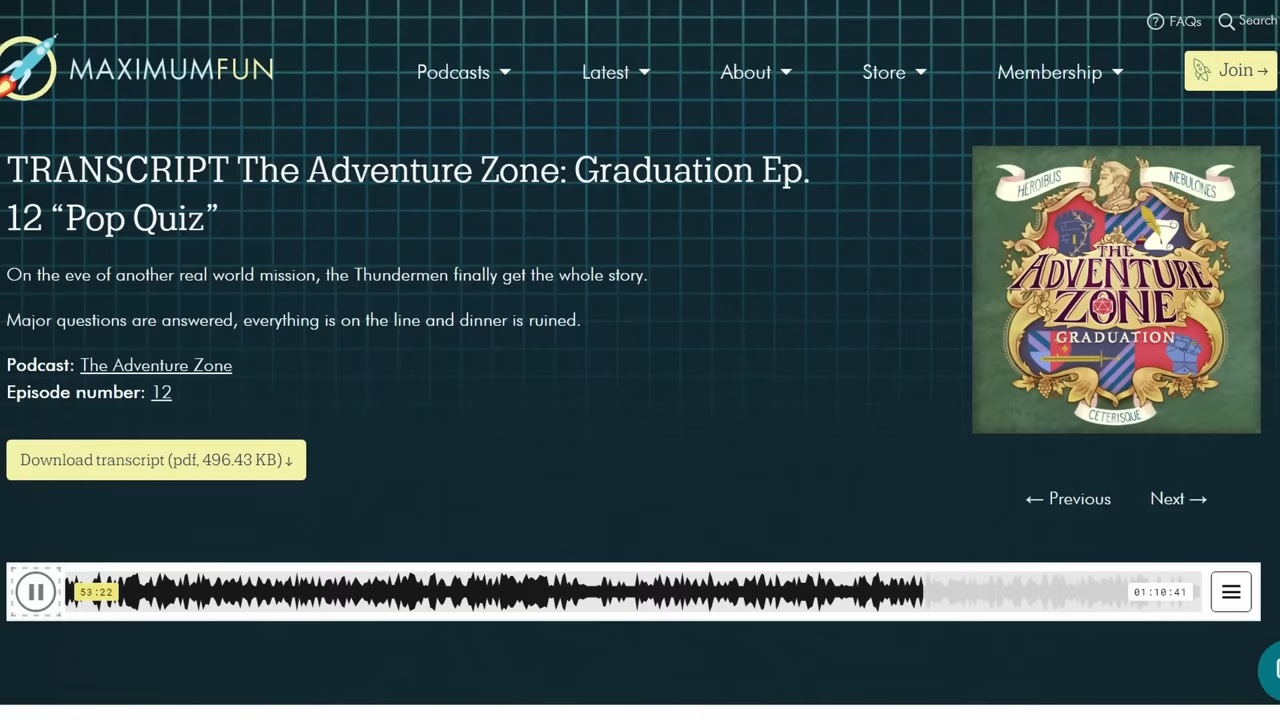 FAQs Search
MAXIMUMFUN
Podcasts Latest About Store Membership Join →
TRANSCRIPT The Adventure Zone: Graduation Ep.
12 “Pop Quiz”
On the eve of another real world mission, the Thundermen finally get the whole story.
Major questions are answered, everything is on the line and dinner is ruined.
Podcast: The Adventure Zone
Episode number: 12
Download transcript (pdf, 496.43 KB) ↓
HEROIBUS
NEBULONES
THE
ADVENTURE
ZONE
GRADUATION
CETERISQUE
← Previous Next →
53:22
01:10:41